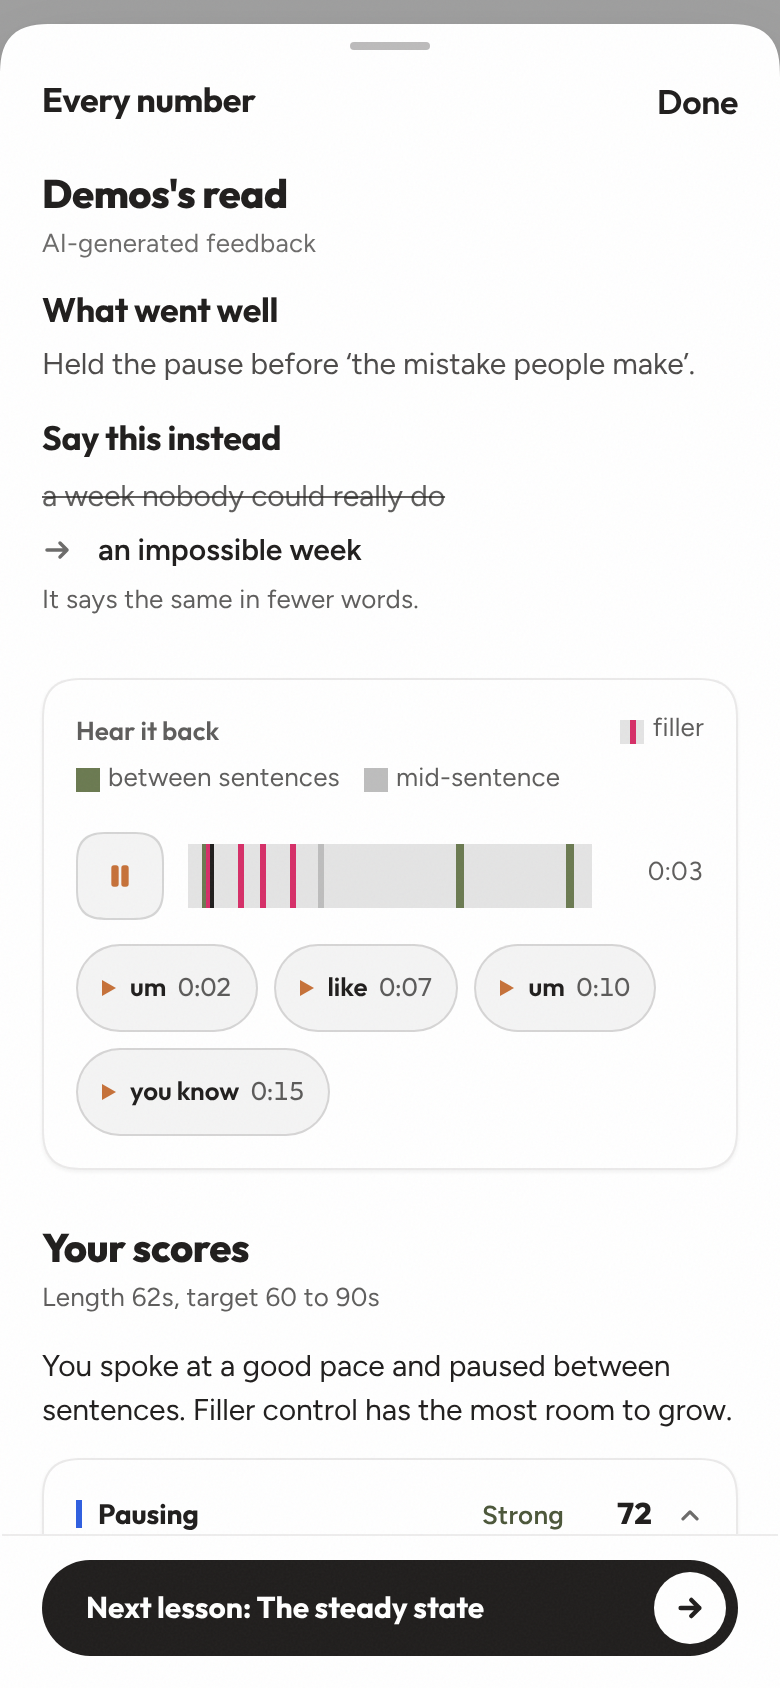 Every number
Done
Demos's read
AI-generated feedback
What went well
Held the pause before ‘the mistake people make’.
Say this instead
a week nobody could really do
→ an impossible week
It says the same in fewer words.
Hear it back
filler
between sentences
mid-sentence
0:03
um 0:02
like 0:07
um 0:10
you know 0:15
Your scores
Length 62s, target 60 to 90s
You spoke at a good pace and paused between
sentences. Filler control has the most room to grow.
Pausing
Strong
72
Next lesson: The steady state